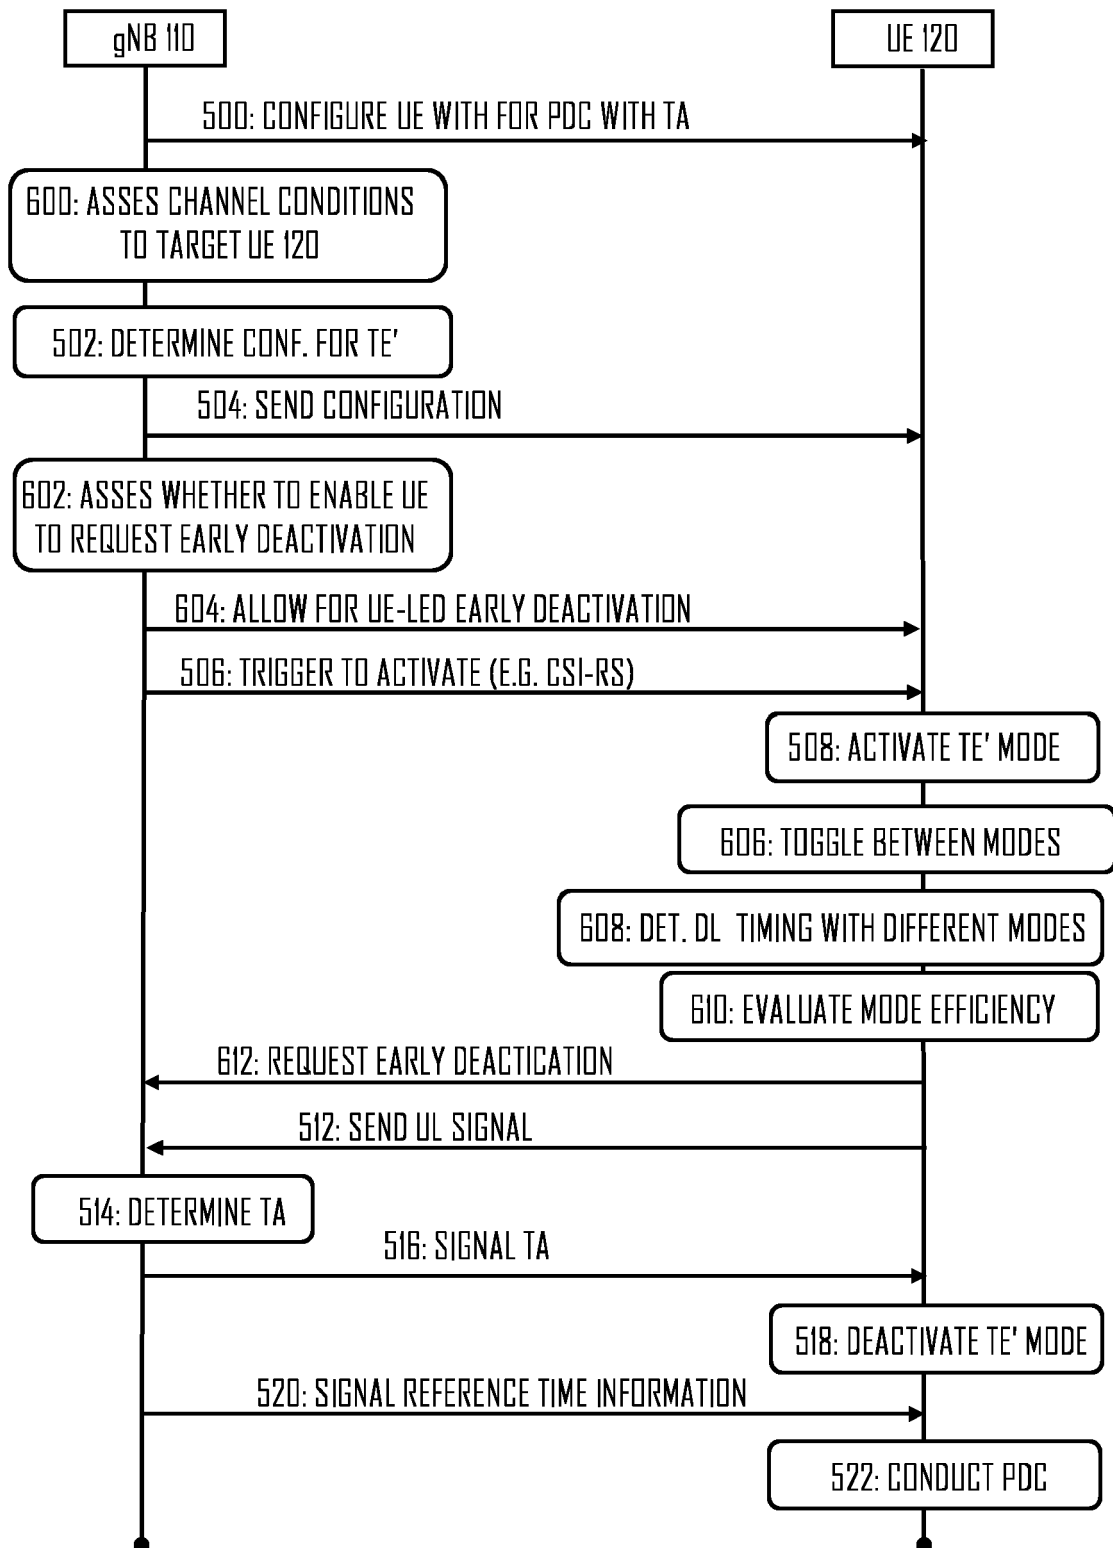 gNB 110
UE 120
500: CONFIGURE UE WITH FOR PDC WITH TA
600: ASSES CHANNEL CONDITIONS
TO TARGET UE 120
502: DETERMINE CONF. FOR TE'
504: SEND CONFIGURATION
602: ASSES WHETHER TO ENABLE UE
TO REQUEST EARLY DEACTIVATION
604: ALLOW FOR UE-LED EARLY DEACTIVATION
506: TRIGGER TO ACTIVATE (E.G. CSI-RS)
508: ACTIVATE TE' MODE
606: TOGGLE BETWEEN MODES
608: DET. DL TIMING WITH DIFFERENT MODES
610: EVALUATE MODE EFFICIENCY
612: REQUEST EARLY DEACTICATION
512: SEND UL SIGNAL
514: DETERMINE TA
516: SIGNAL TA
518: DEACTIVATE TE' MODE
520: SIGNAL REFERENCE TIME INFORMATION
522: CONDUCT PDC